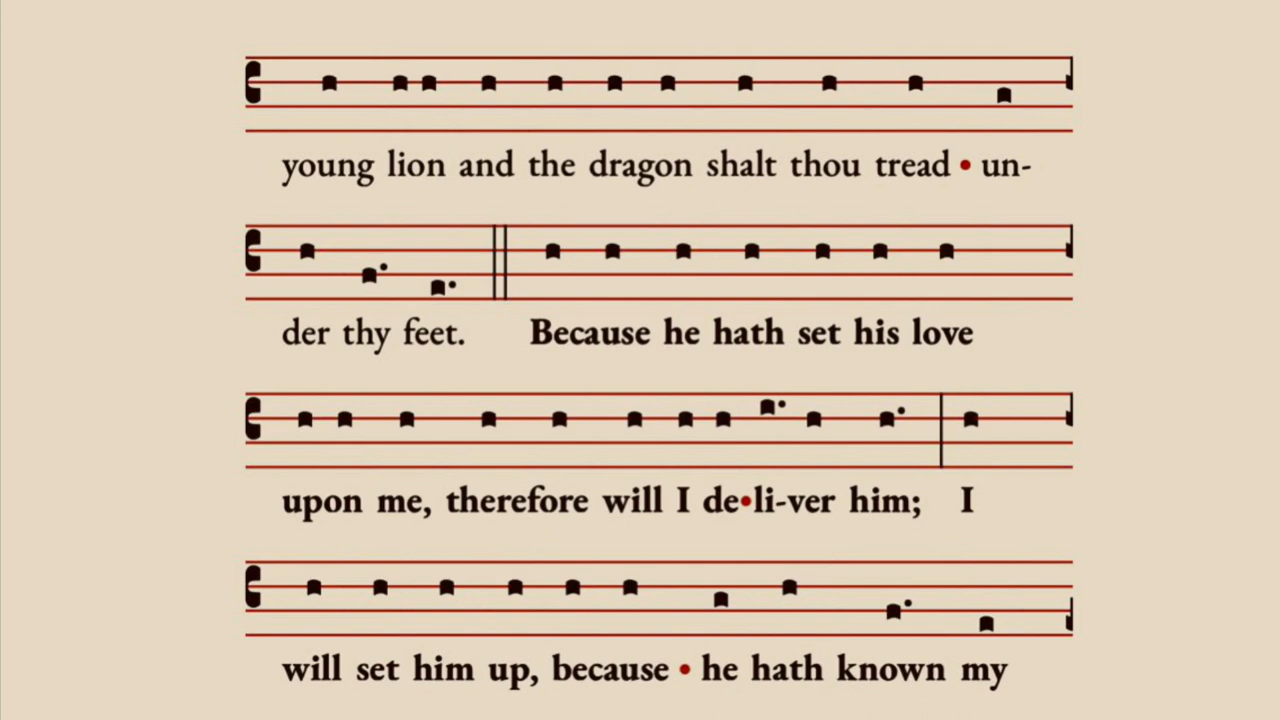 young lion and the dragon shalt thou tread • un-
der thy feet. Because he hath set his love
upon me, therefore will I de•li-ver him; I
will set him up, because • he hath known my